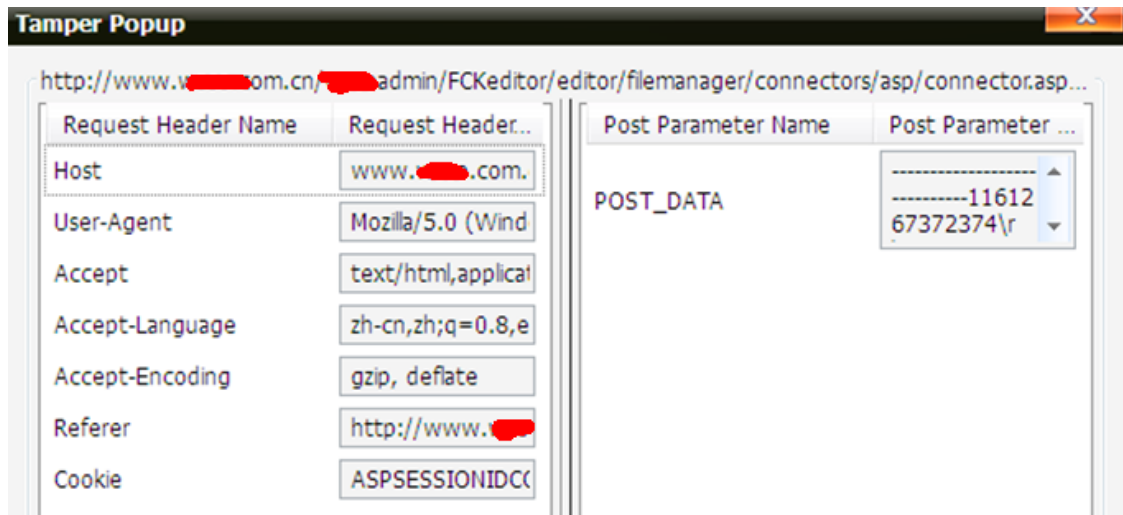 Tamper Popup
http://www.w om.cn/ admin/FCKeditor/editor/filemanager/connectors/asp/connector.asp...
Request Header Name Request Header... Post Parameter Name Post Parameter ...
Host www. .com.
User-Agent Mozilla/5.0 (Wind
Accept text/html,applicat
Accept-Language zh-cn,zh;q=0.8,e
Accept-Encoding gzip, deflate
Referer http://www.
Cookie ASPSESSIONIDC
POST_DATA
-------------------
----------11612
67372374\r